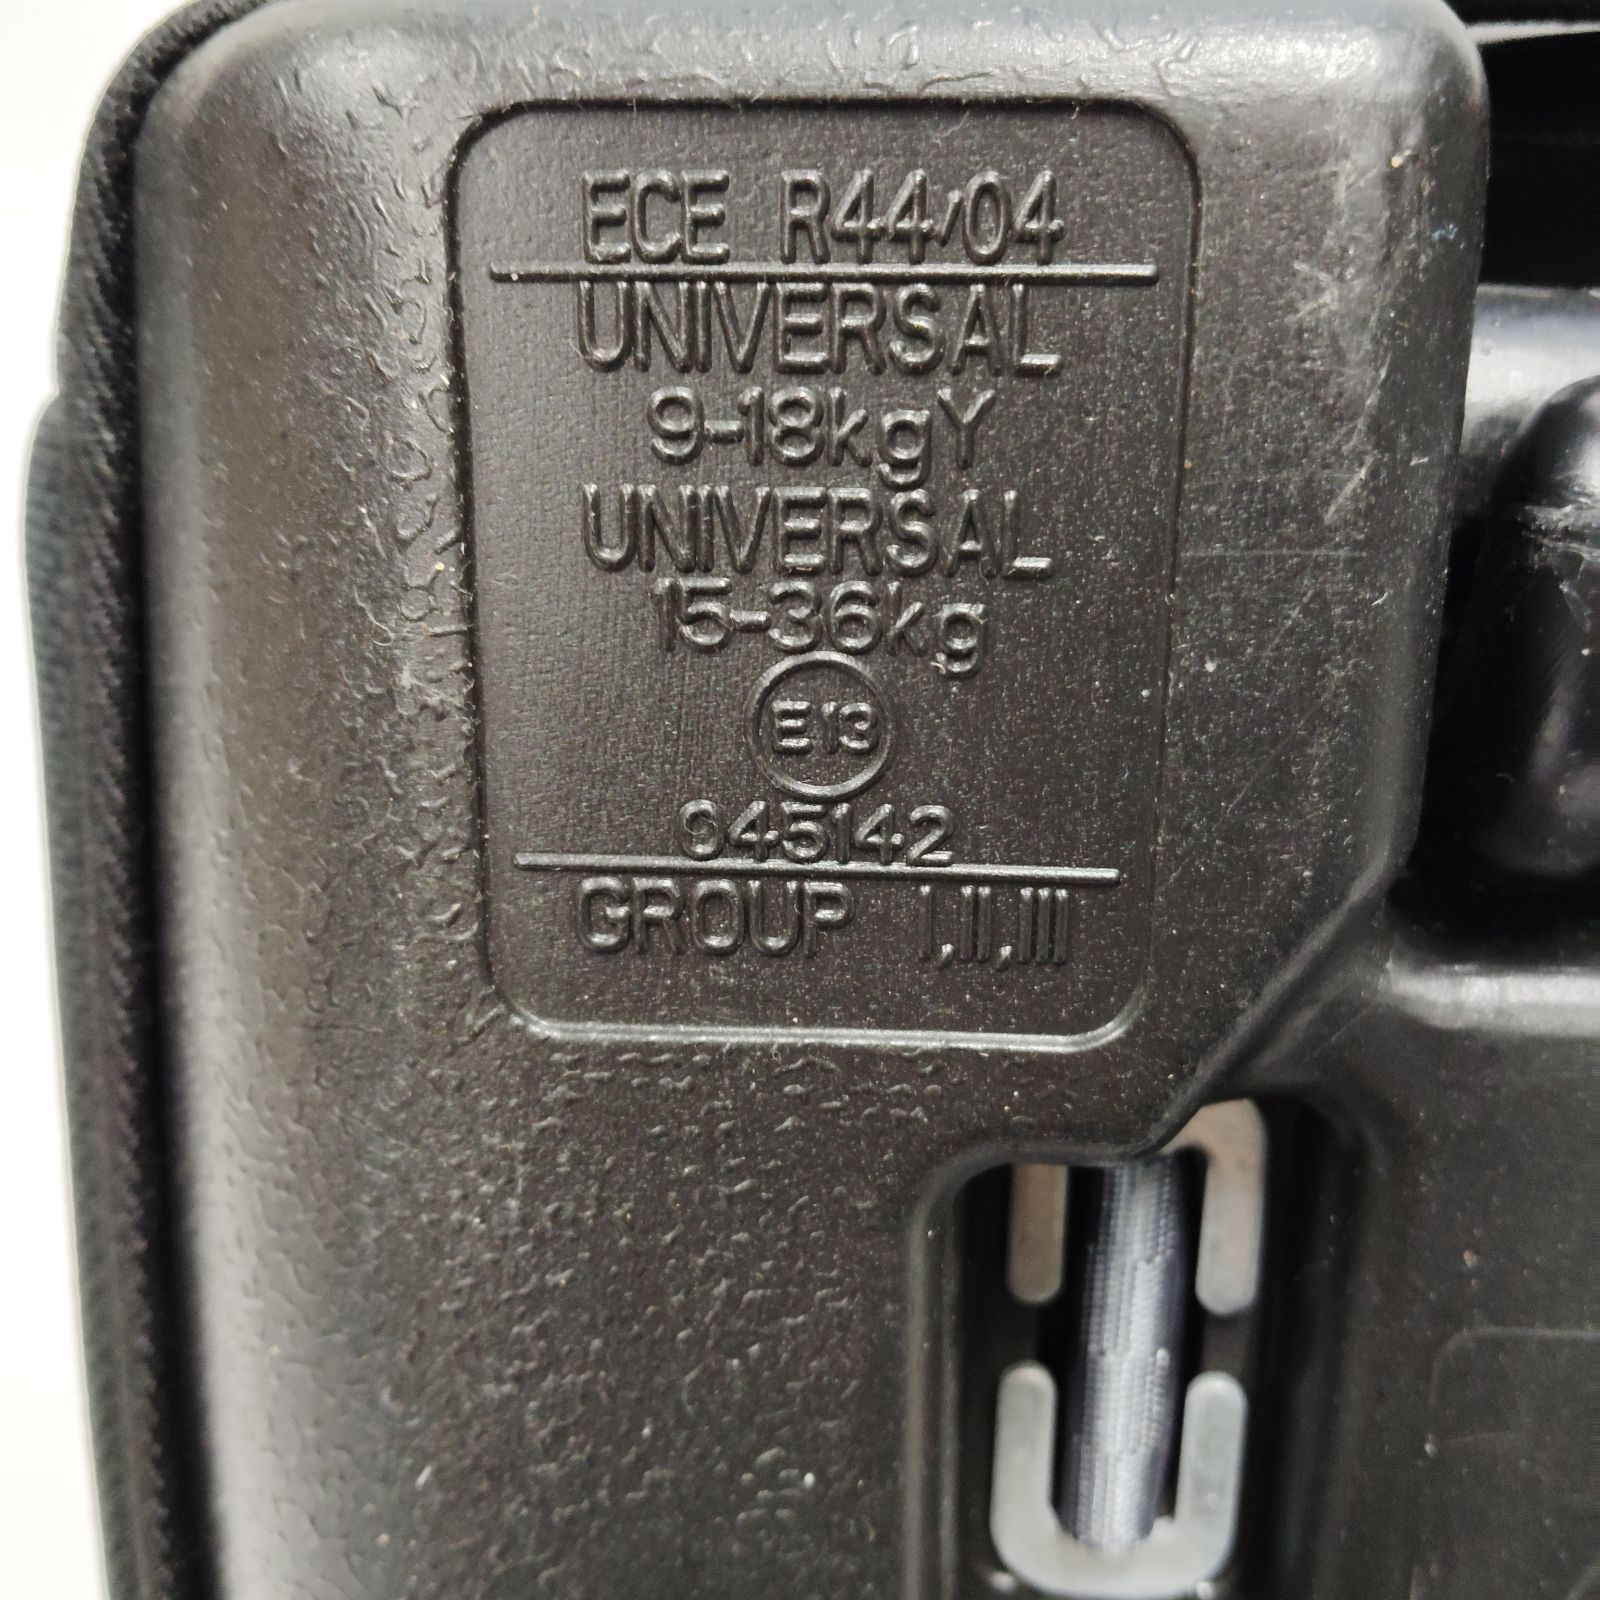 ECE R44/04
UNIVERSAL
9-18kgY
UNIVERSAL
15-36kg
E13
045142
GROUP I,II,III